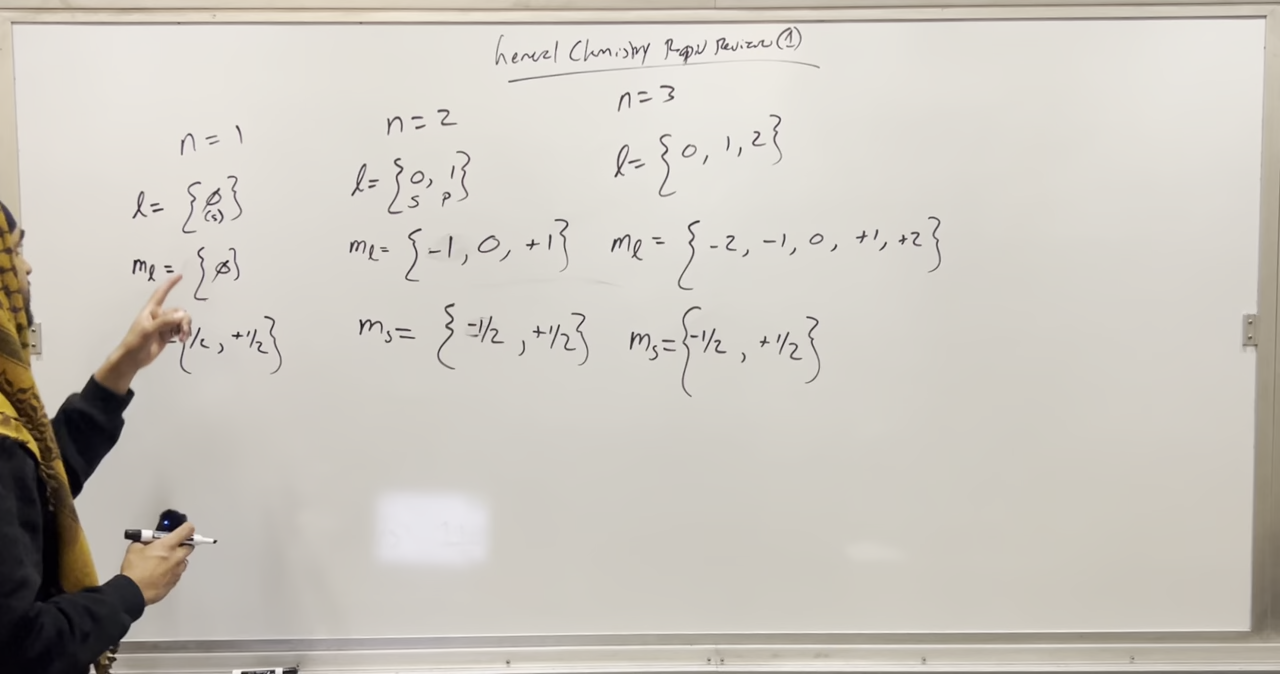 General Chemistry Rapid Review (1)
n = 1
l = {0}
(s)
ml = {0}
{ /2, +1/2}
n = 2
l = {0, 1}
s p
ml = {-1, 0, +1}
ms = {-1/2, +1/2}
n = 3
l = {0, 1, 2}
ml = {-2, -1, 0, +1, +2}
ms = {-1/2, +1/2}